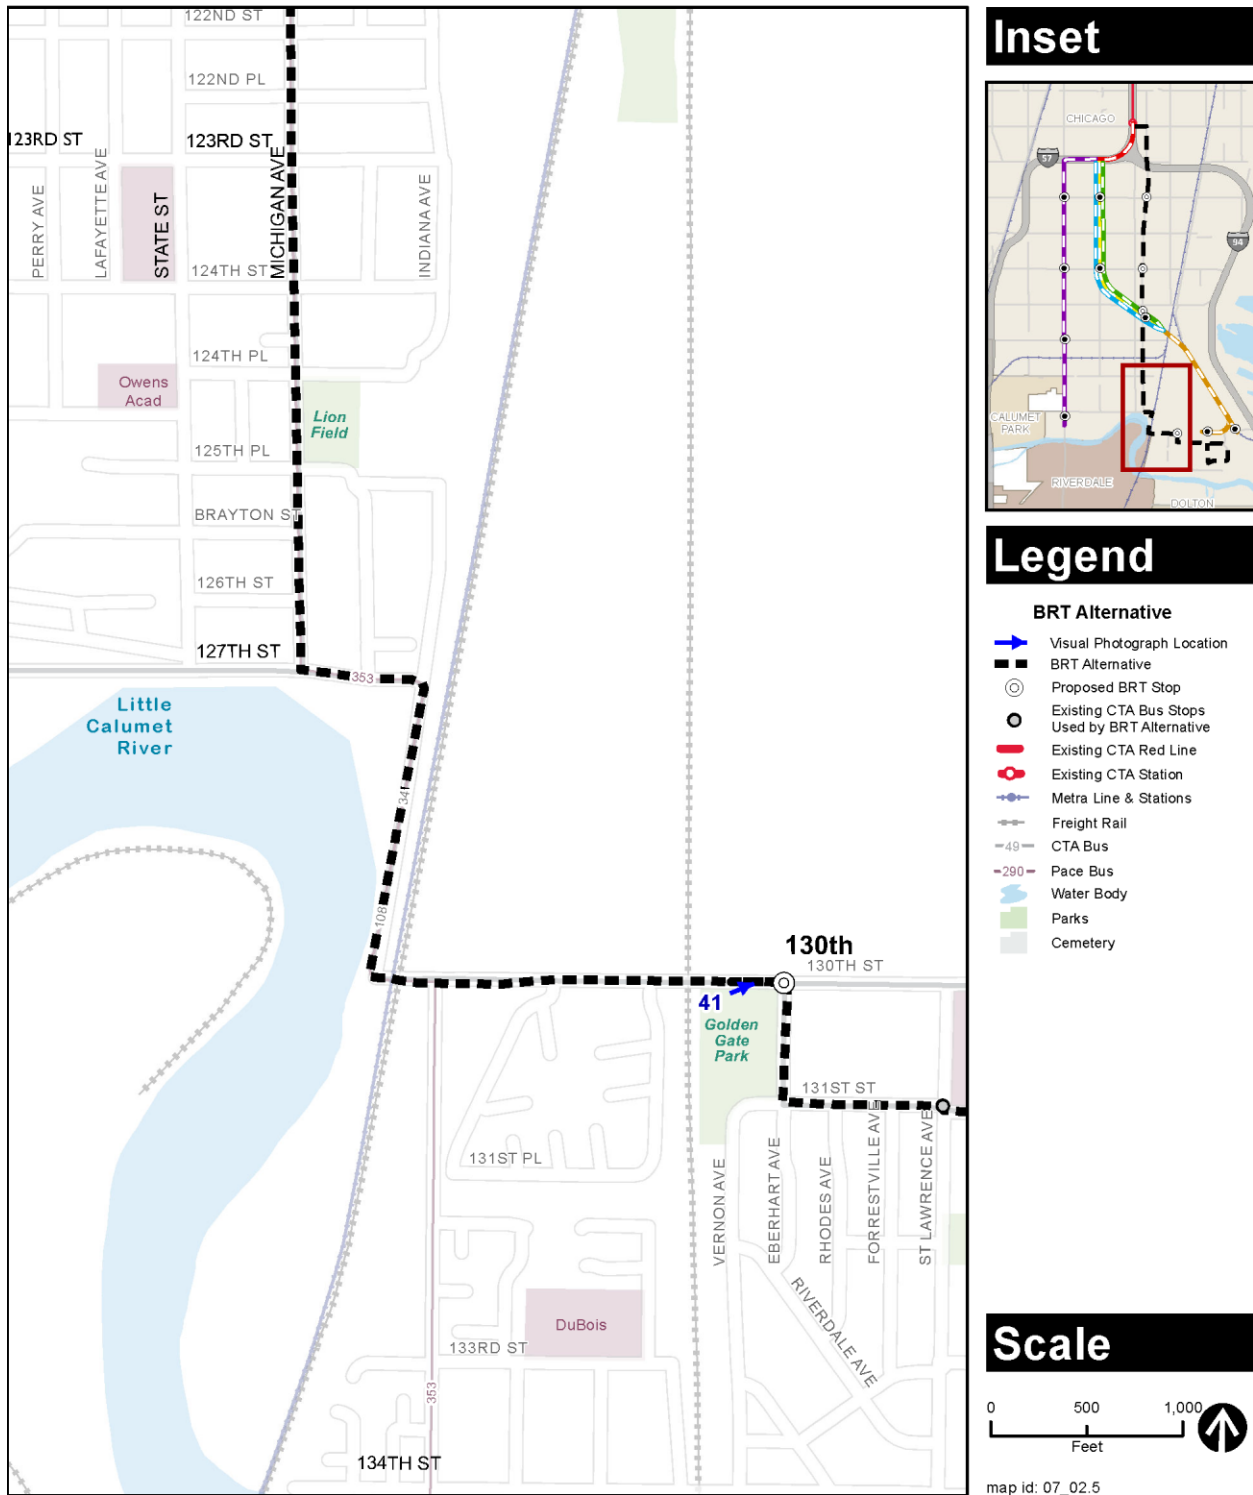 122ND ST
122ND PL
123RD ST
123RD ST
PERRY AVE
LAFAYETTE AVE
STATE ST
MICHIGAN AVE
INDIANA AVE
124TH ST
124TH PL
Owens
Acad
Lion
Field
125TH PL
BRAYTON ST
126TH ST
127TH ST
353
Little
Calumet
River
34
108
130th
130TH ST
41
Golden
Gate
Park
131ST ST
131ST PL
VERNON AVE
EBERHART AVE
RHODES AVE
FORRESTVILLE AVE
ST LAWRENCE AVE
RIVERDALE AVE
DuBois
133RD ST
353
134TH ST
Inset
CHICAGO
57
94
CALUMET
PARK
RIVERDALE
DOLTON
Legend
BRT Alternative
Visual Photograph Location
BRT Alternative
Proposed BRT Stop
Existing CTA Bus Stops
Used by BRT Alternative
Existing CTA Red Line
Existing CTA Station
Metra Line & Stations
Freight Rail
49 CTA Bus
290 Pace Bus
Water Body
Parks
Cemetery
Scale
0 500 1,000
Feet
map id: 07_02.5